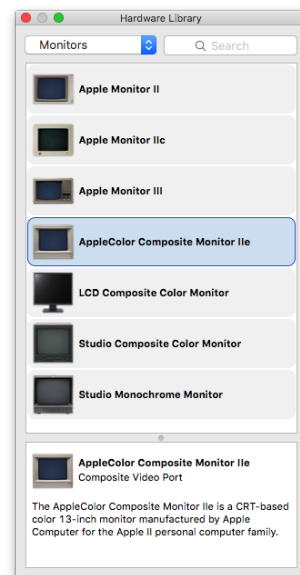 Hardware Library
Monitors
Search
Apple Monitor II
Apple Monitor IIc
Apple Monitor III
AppleColor Composite Monitor IIe
LCD Composite Color Monitor
Studio Composite Color Monitor
Studio Monochrome Monitor
AppleColor Composite Monitor IIe
Composite Video Port
The AppleColor Composite Monitor IIe is a CRT-based
color 13-inch monitor manufactured by Apple
Computer for the Apple II personal computer family.